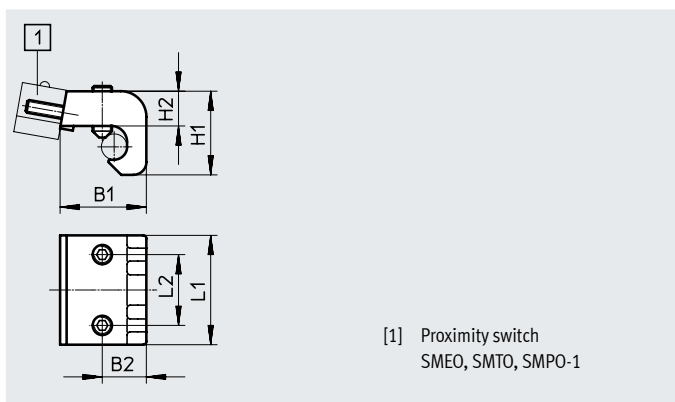 1
H2
H1
B1
L2
L1
B2
[1] Proximity switch
SMEO, SMTO, SMPO-1